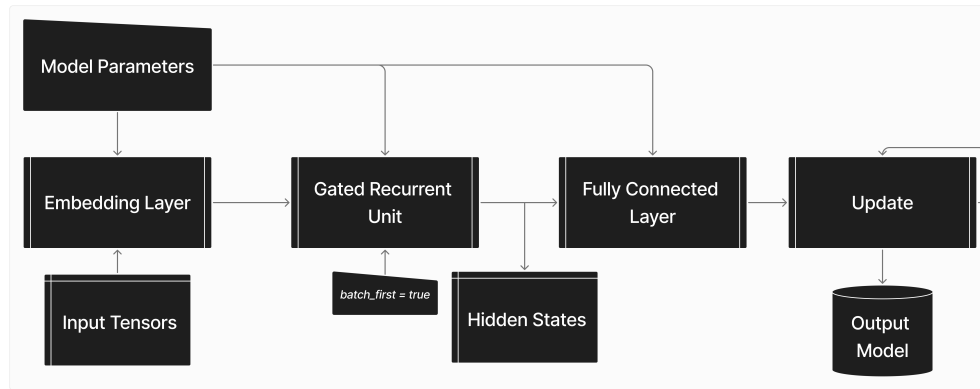 Model Parameters
Embedding Layer
Gated Recurrent
Unit
Fully Connected
Layer
Update
Input Tensors
batch_first = true
Hidden States
Output
Model